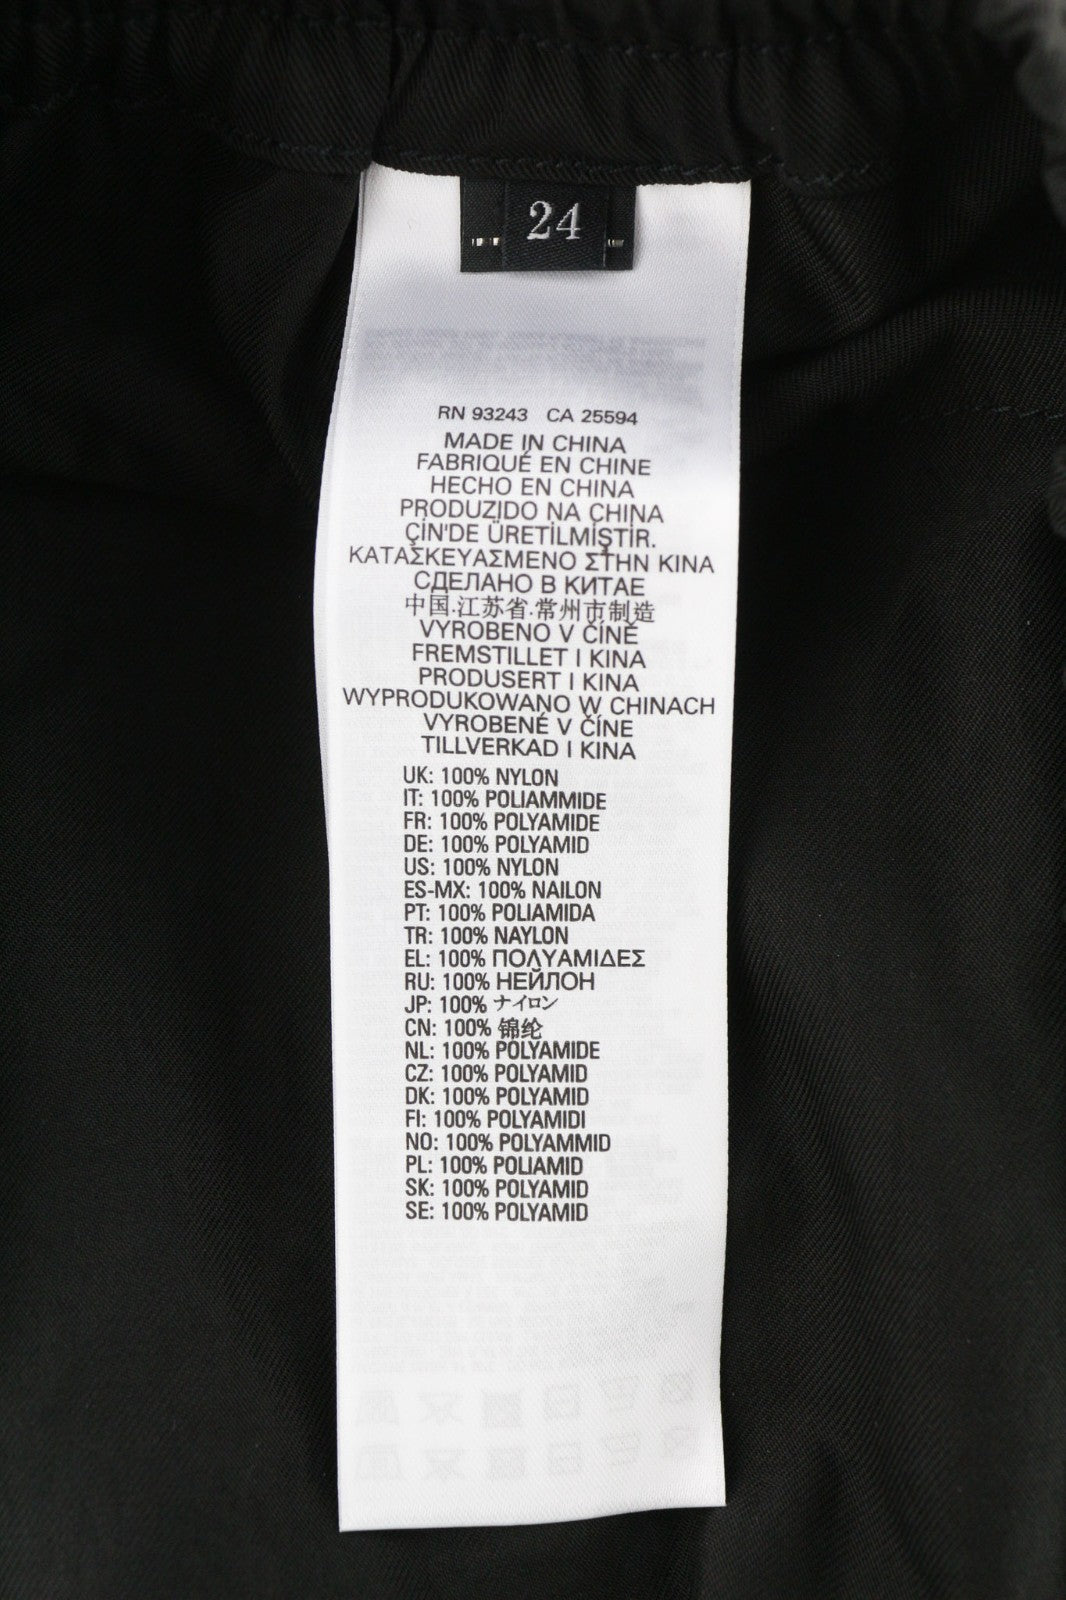 24
RN 93243 CA 25594
MADE IN CHINA
FABRIQUÉ EN CHINE
HECHO EN CHINA
PRODUZIDO NA CHINA
ÇİN'DE ÜRETİLMİŞTİR.
ΚΑΤΑΣΚΕΥΑΣΜΕΝΟ ΣΤΗΝ ΚΙΝΑ
СДЕЛАНО В КИТАЕ
中国.江苏省.常州市制造
VYROBENO V ČÍNĚ
FREMSTILLET I KINA
PRODUSERT I KINA
WYPRODUKOWANO W CHINACH
VYROBENÉ V ČÍNE
TILLVERKAD I KINA
UK: 100% NYLON
IT: 100% POLIAMMIDE
FR: 100% POLYAMIDE
DE: 100% POLYAMID
US: 100% NYLON
ES-MX: 100% NAILON
PT: 100% POLIAMIDA
TR: 100% NAYLON
EL: 100% ΠΟΛΥΑΜΙΔΕΣ
RU: 100% НЕЙЛОН
JP: 100% ナイロン
CN: 100% 锦纶
NL: 100% POLYAMIDE
CZ: 100% POLYAMID
DK: 100% POLYAMID
FI: 100% POLYAMIDI
NO: 100% POLYAMMID
PL: 100% POLIAMID
SK: 100% POLYAMID
SE: 100% POLYAMID